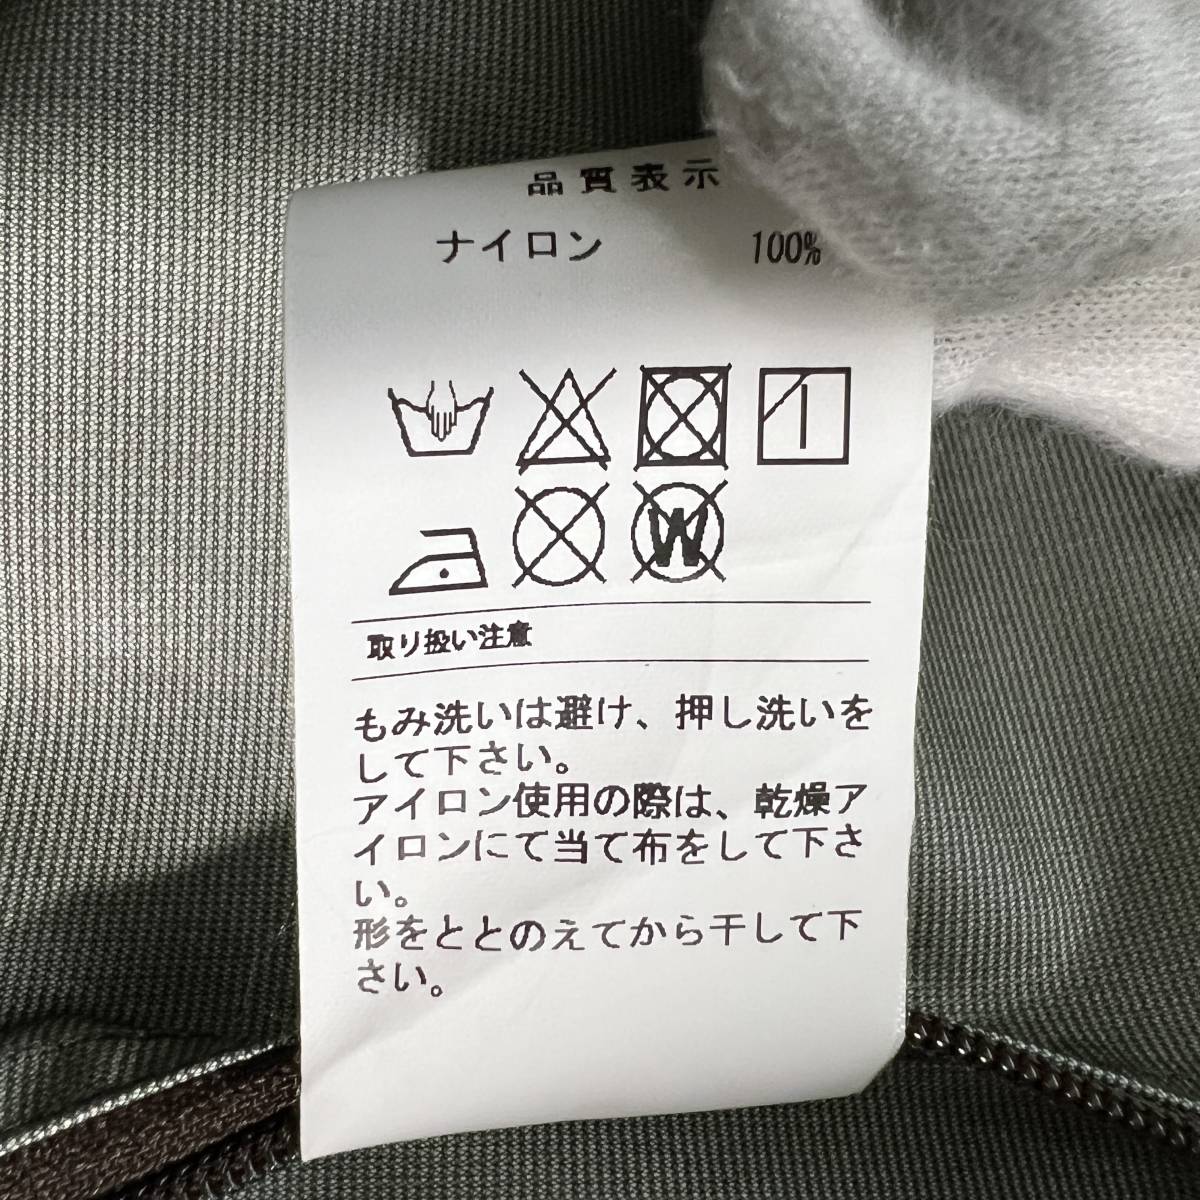 品質表示
ナイロン 100%
W
取り扱い注意
もみ洗いは避け、押し洗いを
して下さい。
アイロン使用の際は、乾燥ア
イロンにて当て布をして下さ
い。
形をととのえてから干して下
さい。